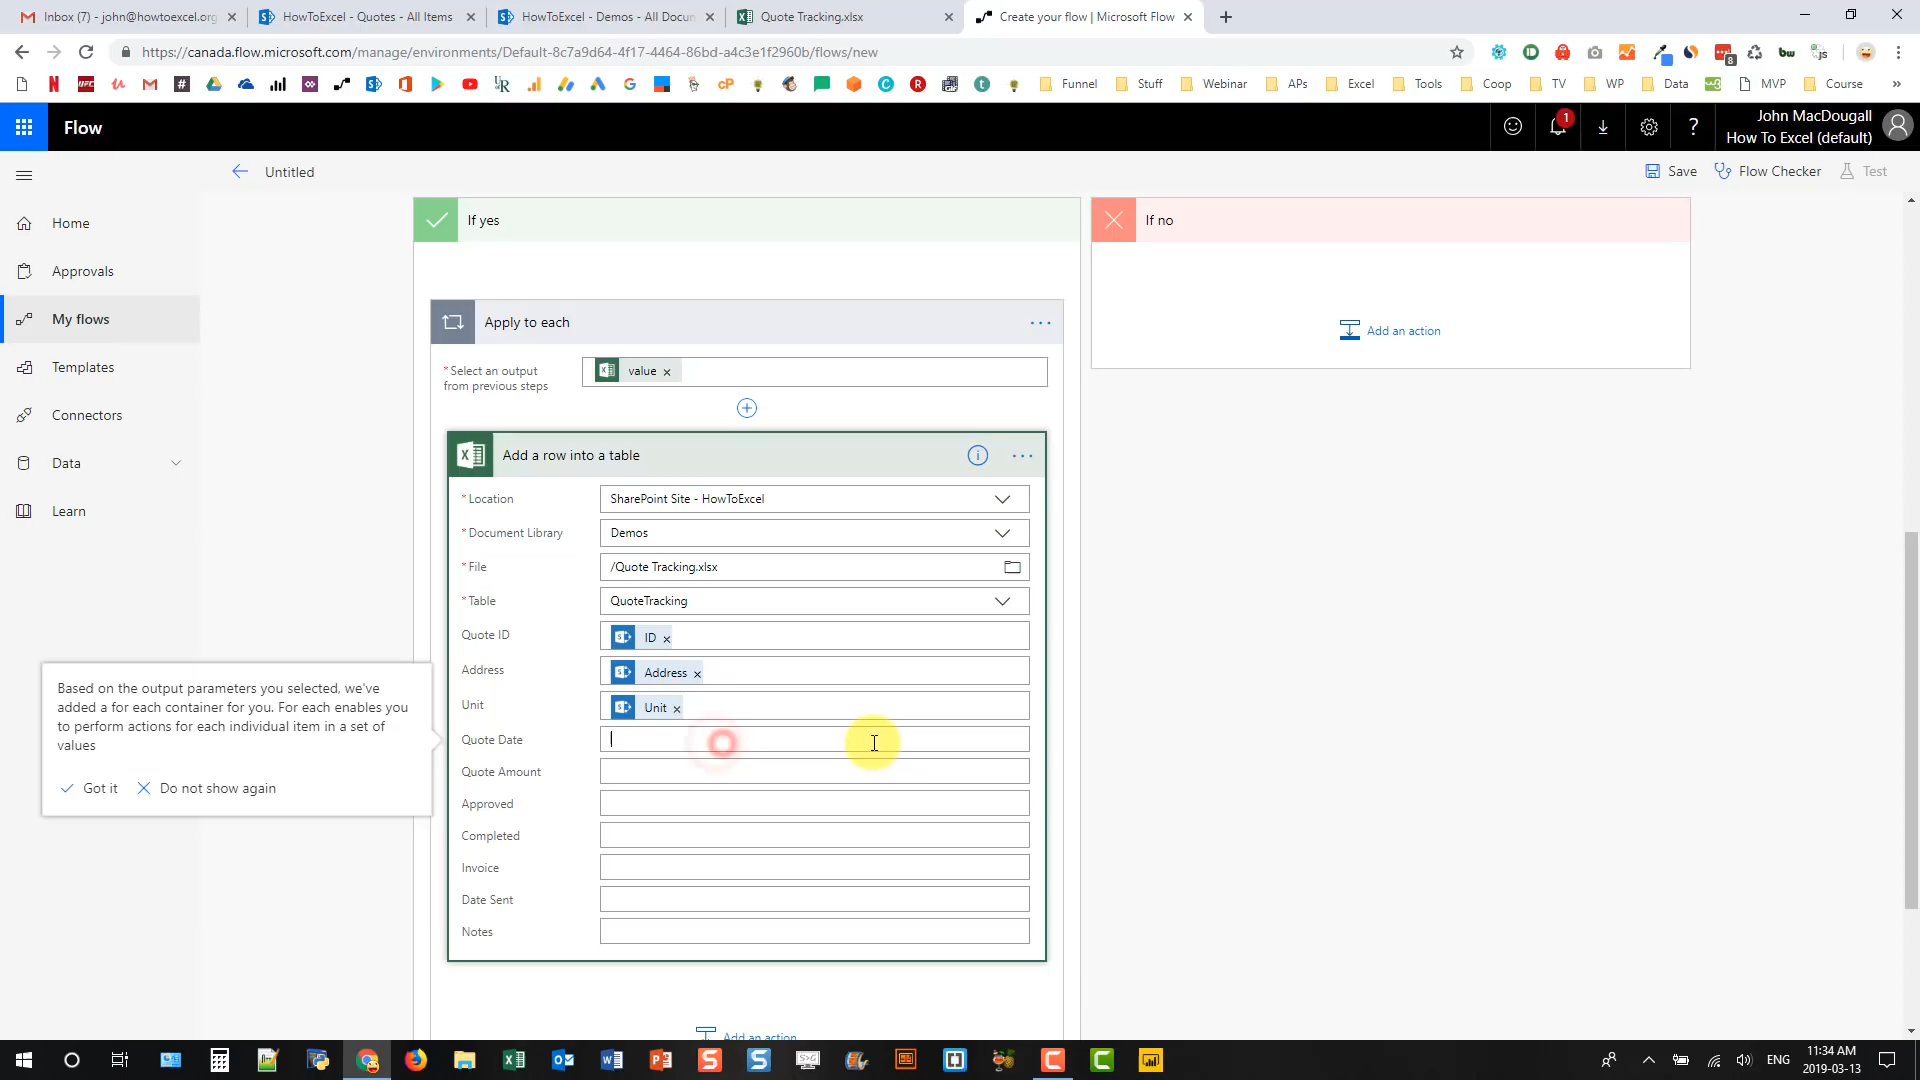 Inbox (7) - john@howtoexcel.org
HowToExcel - Quotes - All Items
HowToExcel - Demos - All Docun
Quote Tracking.xlsx
Create your flow | Microsoft Flow
https://canada.flow.microsoft.com/manage/environments/Default-8c7a9d64-4f17-4464-86bd-a4c3e1f2960b/flows/new
Funnel
Stuff
Webinar
APs
Excel
Tools
Coop
TV
WP
Data
MVP
Course
Flow
1
?
John MacDougall
How To Excel (default)
Untitled
Save
Flow Checker
Test
Home
Approvals
My flows
Templates
Connectors
Data
Learn
If yes
If no
Add an action
Apply to each
* Select an output
from previous steps
value
Add a row into a table
* Location
SharePoint Site - HowToExcel
* Document Library
Demos
* File
/Quote Tracking.xlsx
* Table
QuoteTracking
Quote ID
ID
Address
Address
Unit
Unit
Quote Date
Quote Amount
Approved
Completed
Invoice
Date Sent
Notes
Based on the output parameters you selected, we've
added a for each container for you. For each enables you
to perform actions for each individual item in a set of
values
Got it
Do not show again
Add an action
ENG
11:34 AM
2019-03-13